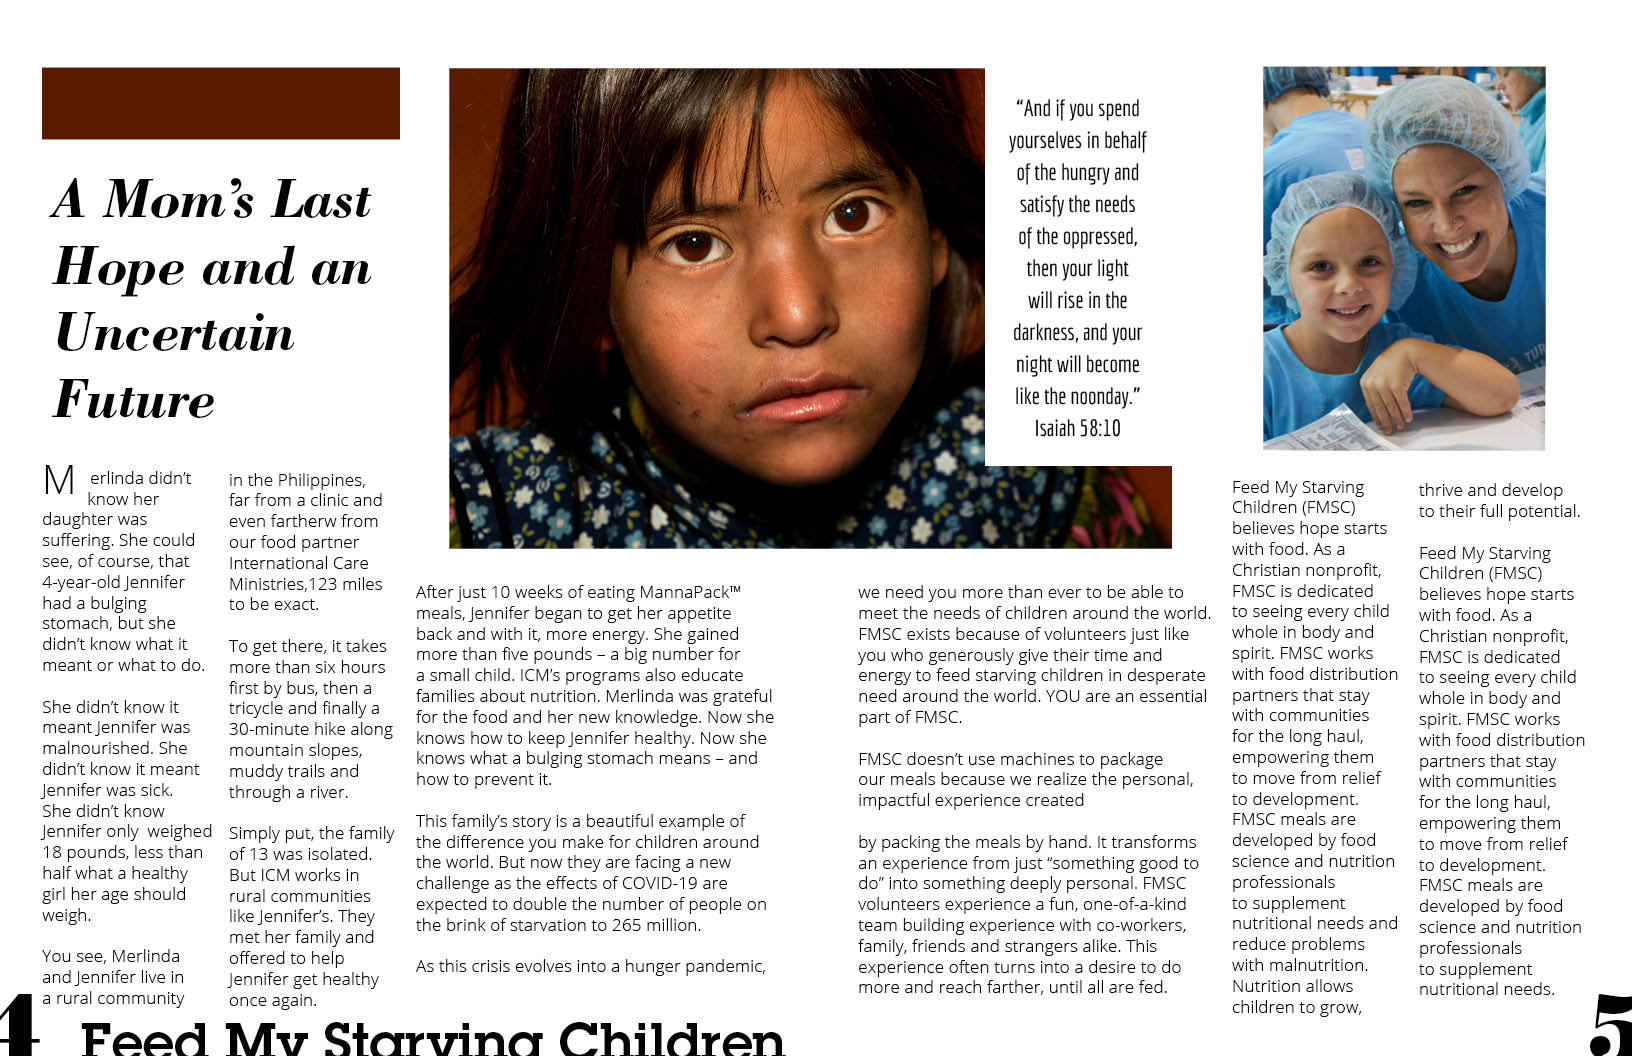 A Mom’s Last
Hope and an
Uncertain
Future
Merlinda didn’t
know her
daughter was
suffering. She could
see, of course, that
4-year-old Jennifer
had a bulging
stomach, but she
didn’t know what it
meant or what to do.
She didn’t know it
meant Jennifer was
malnourished. She
didn’t know it meant
Jennifer was sick.
She didn’t know
Jennifer only weighed
18 pounds, less than
half what a healthy
girl her age should
weigh.
You see, Merlinda
and Jennifer live in
a rural community
in the Philippines,
far from a clinic and
even fartherw from
our food partner
International Care
Ministries,123 miles
to be exact.
To get there, it takes
more than six hours
first by bus, then a
tricycle and finally a
30-minute hike along
mountain slopes,
muddy trails and
through a river.
Simply put, the family
of 13 was isolated.
But ICM works in
rural communities
like Jennifer’s. They
met her family and
offered to help
Jennifer get healthy
once again.
“And if you spend
yourselves in behalf
of the hungry and
satisfy the needs
of the oppressed,
then your light
will rise in the
darkness, and your
night will become
like the noonday.”
Isaiah 58:10
After just 10 weeks of eating MannaPack™
meals, Jennifer began to get her appetite
back and with it, more energy. She gained
more than five pounds – a big number for
a small child. ICM’s programs also educate
families about nutrition. Merlinda was grateful
for the food and her new knowledge. Now she
knows how to keep Jennifer healthy. Now she
knows what a bulging stomach means – and
how to prevent it.
This family’s story is a beautiful example of
the difference you make for children around
the world. But now they are facing a new
challenge as the effects of COVID-19 are
expected to double the number of people on
the brink of starvation to 265 million.
As this crisis evolves into a hunger pandemic,
we need you more than ever to be able to
meet the needs of children around the world.
FMSC exists because of volunteers just like
you who generously give their time and
energy to feed starving children in desperate
need around the world. YOU are an essential
part of FMSC.
FMSC doesn’t use machines to package
our meals because we realize the personal,
impactful experience created
by packing the meals by hand. It transforms
an experience from just “something good to
do” into something deeply personal. FMSC
volunteers experience a fun, one-of-a-kind
team building experience with co-workers,
family, friends and strangers alike. This
experience often turns into a desire to do
more and reach farther, until all are fed.
TUR
Feed My Starving
Children (FMSC)
believes hope starts
with food. As a
Christian nonprofit,
FMSC is dedicated
to seeing every child
whole in body and
spirit. FMSC works
with food distribution
partners that stay
with communities
for the long haul,
empowering them
to move from relief
to development.
FMSC meals are
developed by food
science and nutrition
professionals
to supplement
nutritional needs and
reduce problems
with malnutrition.
Nutrition allows
children to grow,
thrive and develop
to their full potential.
Feed My Starving
Children (FMSC)
believes hope starts
with food. As a
Christian nonprofit,
FMSC is dedicated
to seeing every child
whole in body and
spirit. FMSC works
with food distribution
partners that stay
with communities
for the long haul,
empowering them
to move from relief
to development.
FMSC meals are
developed by food
science and nutrition
professionals
to supplement
nutritional needs.
4
Feed My Starving Children
5